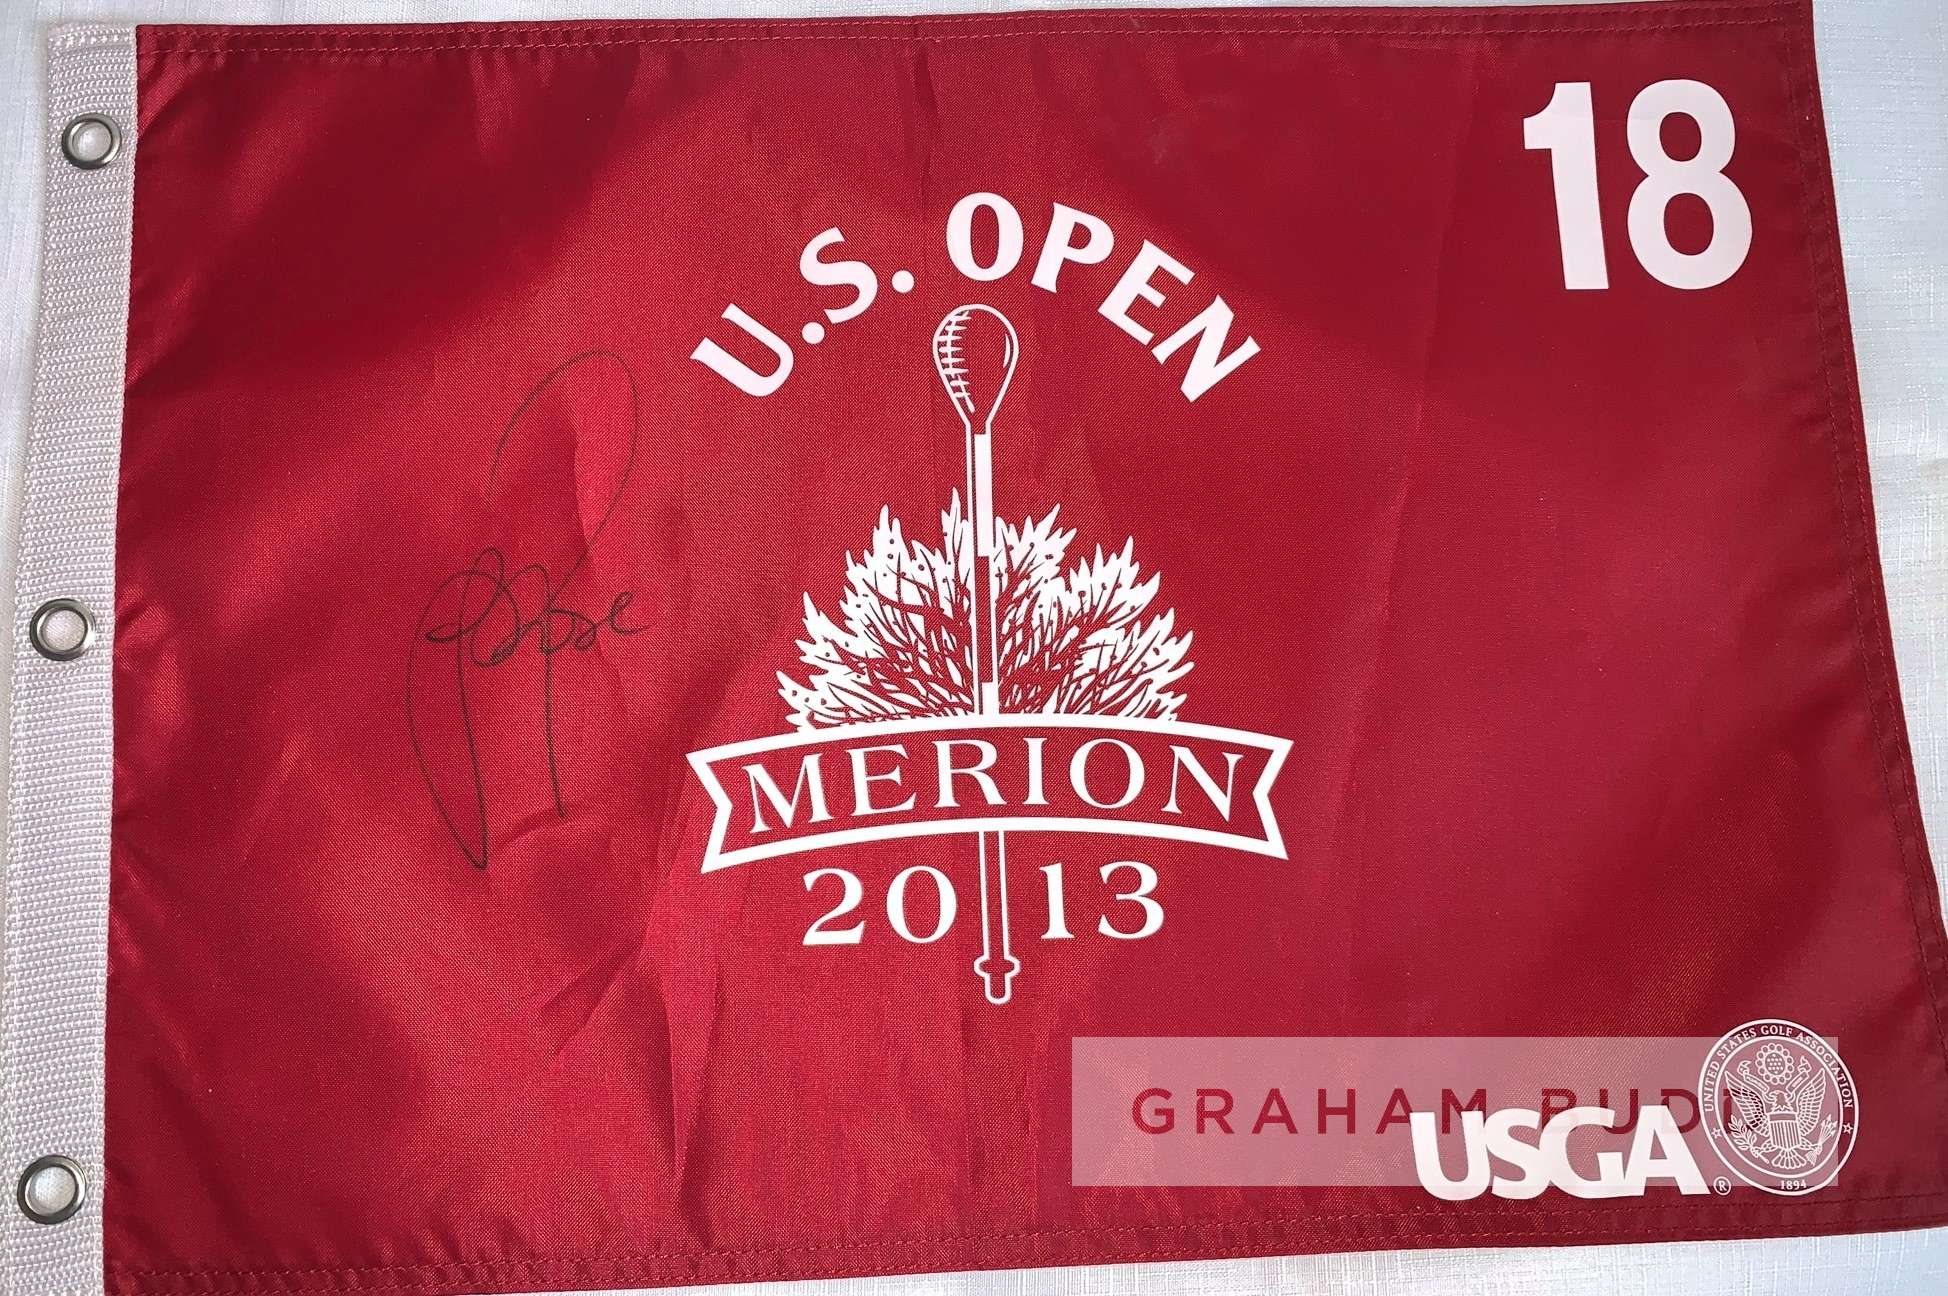 18
U.S. OPEN
MERION
2013
GRAHAM BUDD
USGA ®
UNITED STATES GOLF ASSOCIATION
1894